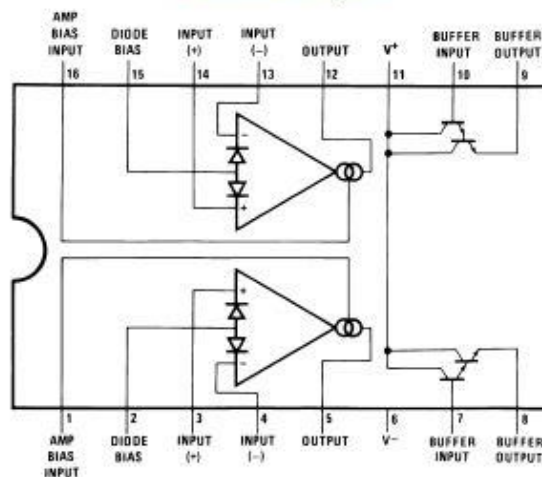 AMP BIAS INPUT
DIODE BIAS
INPUT (+)
INPUT (−)
OUTPUT
V+
BUFFER INPUT
BUFFER OUTPUT
16 15 14 13 12 11 10 9
−
+
+
−
1 2 3 4 5 6 7 8
AMP BIAS INPUT
DIODE BIAS
INPUT (+)
INPUT (−)
OUTPUT
V−
BUFFER INPUT
BUFFER OUTPUT